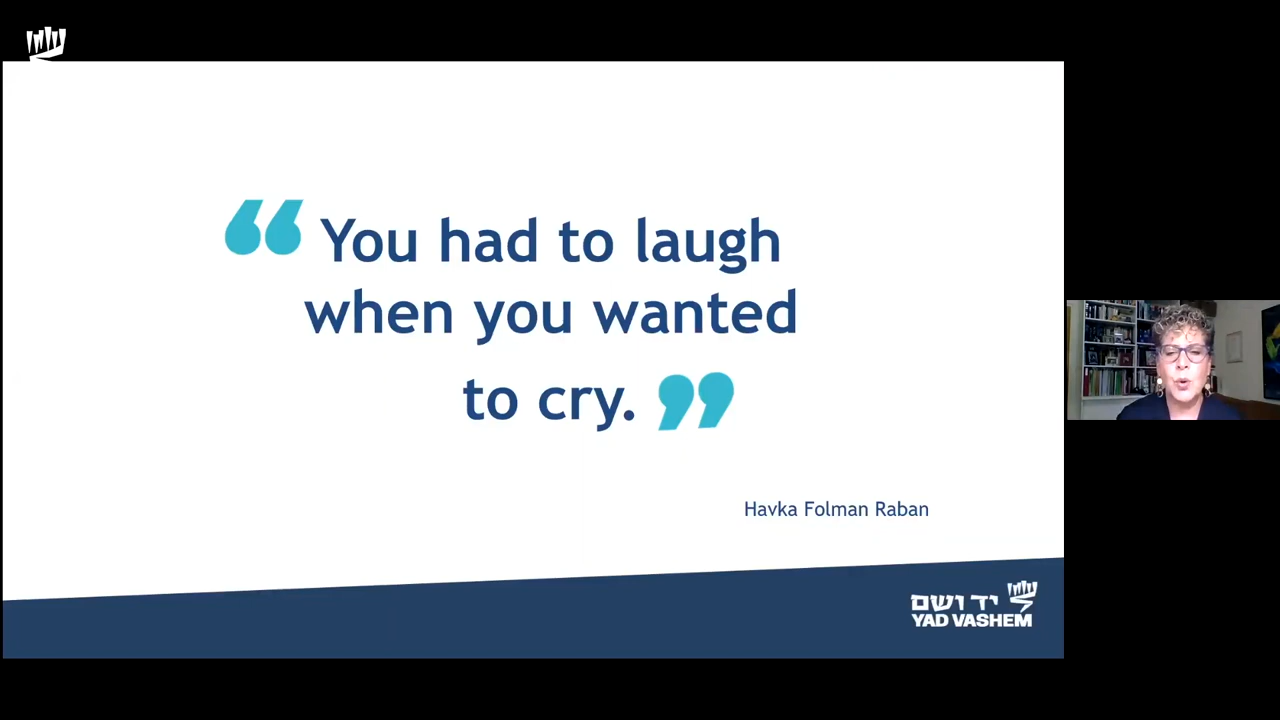 “You had to laugh
when you wanted
to cry.”
Havka Folman Raban
יד ושם
YAD VASHEM